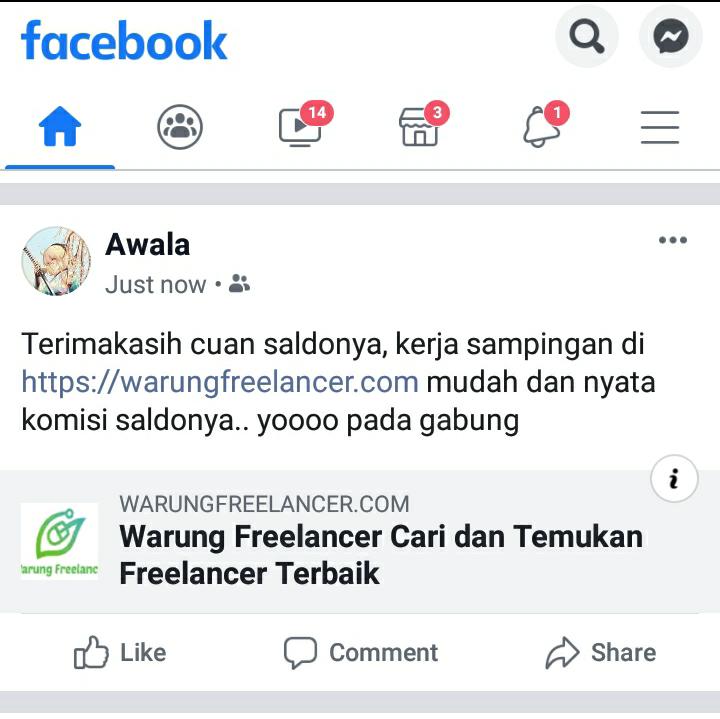 facebook
14
3
1
Awala
Just now •
Terimakasih cuan saldonya, kerja sampingan di
https://warungfreelancer.com mudah dan nyata
komisi saldonya.. yoooo pada gabung
i
WARUNGFREELANCER.COM
Warung Freelancer Cari dan Temukan
Freelancer Terbaik
arung Freelanc
Like
Comment
Share